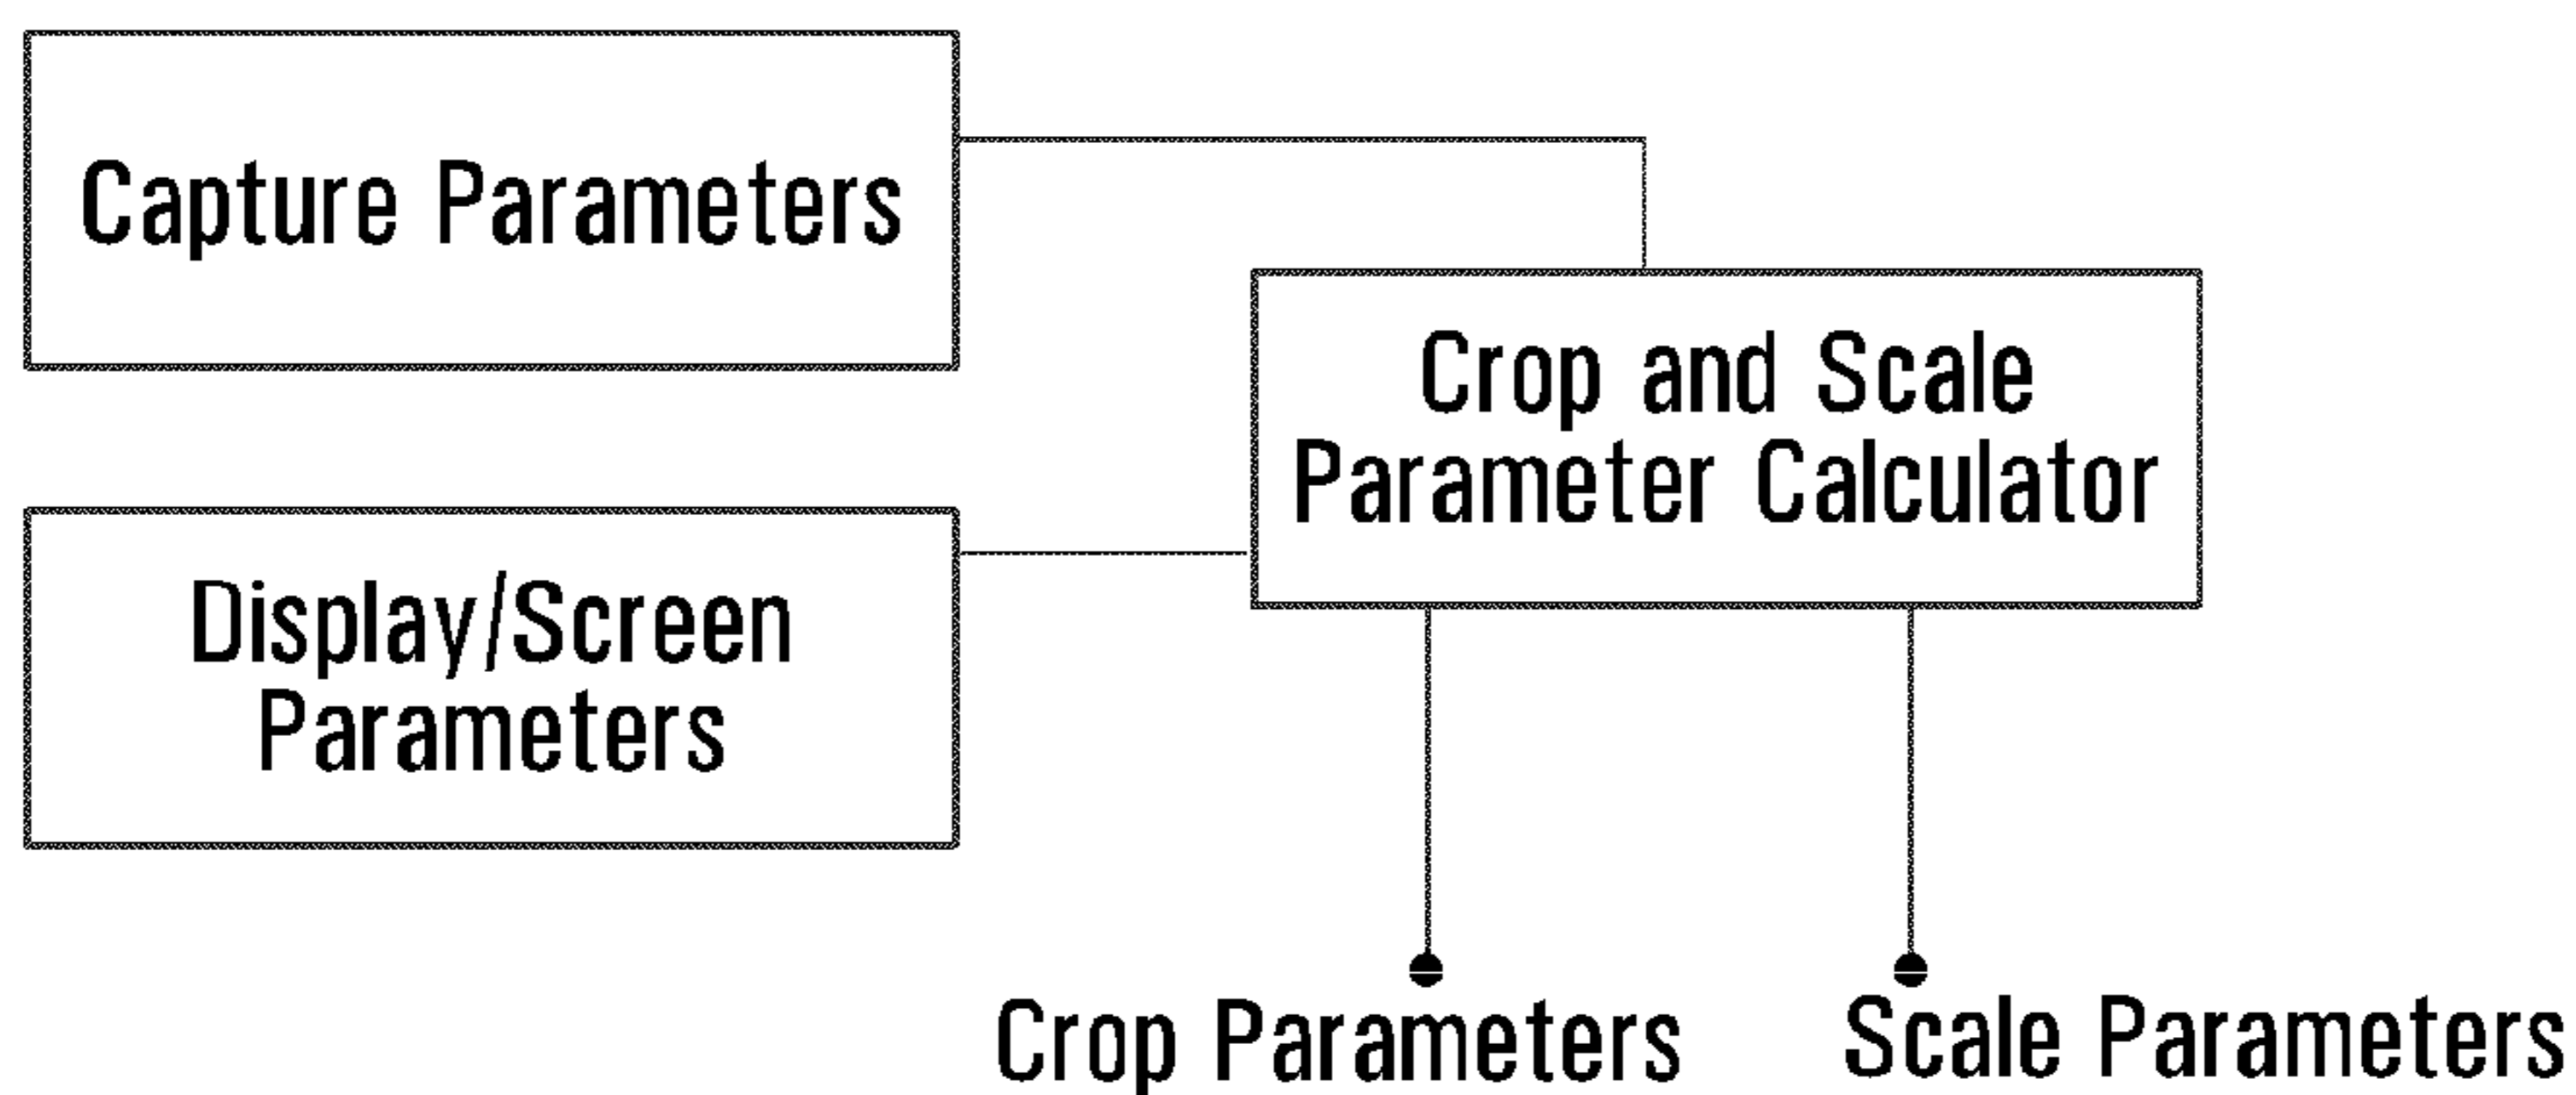 Capture Parameters
Crop and Scale
Parameter Calculator
Display/Screen
Parameters
Crop Parameters
Scale Parameters